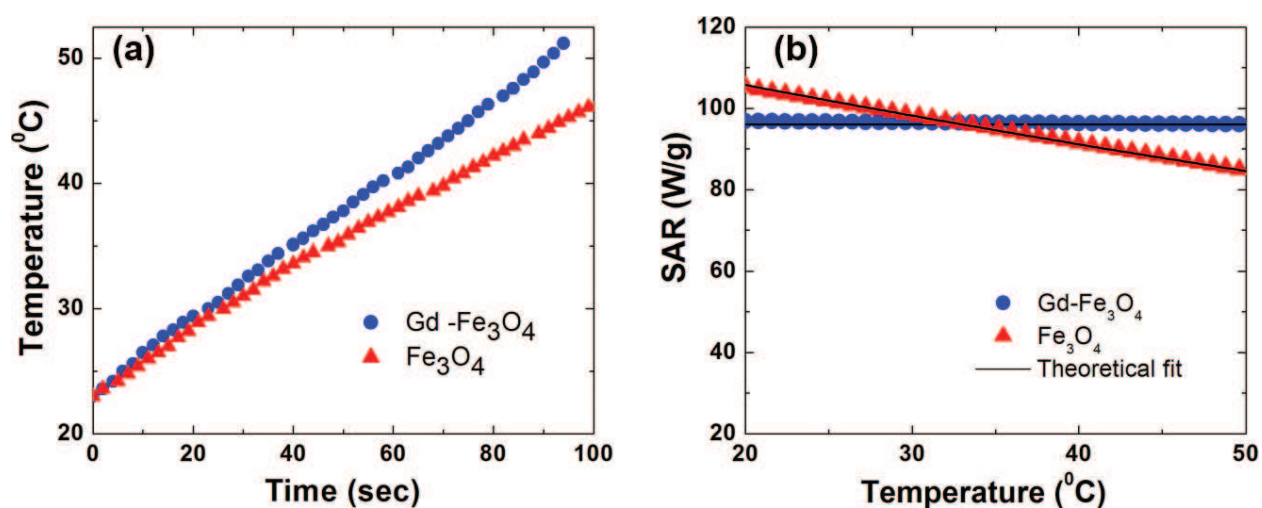 (a)
Temperature (⁰C)
50
40
30
20
0 20 40 60 80 100
Time (sec)
Gd -Fe₃O₄
Fe₃O₄
(b)
SAR (W/g)
120
100
80
60
40
20
0
20 30 40 50
Temperature (⁰C)
Gd-Fe₃O₄
Fe₃O₄
Theoretical fit